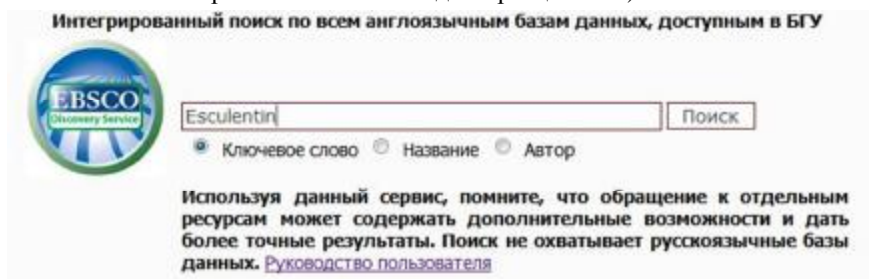 Интегрированный поиск по всем англоязычным базам данных, доступным в БГУ
EBSCO
Discovery Service
Esculentin
Поиск
Ключевое слово Название Автор
Используя данный сервис, помните, что обращение к отдельным
ресурсам может содержать дополнительные возможности и дать
более точные результаты. Поиск не охватывает русскоязычные базы
данных. Руководство пользователя